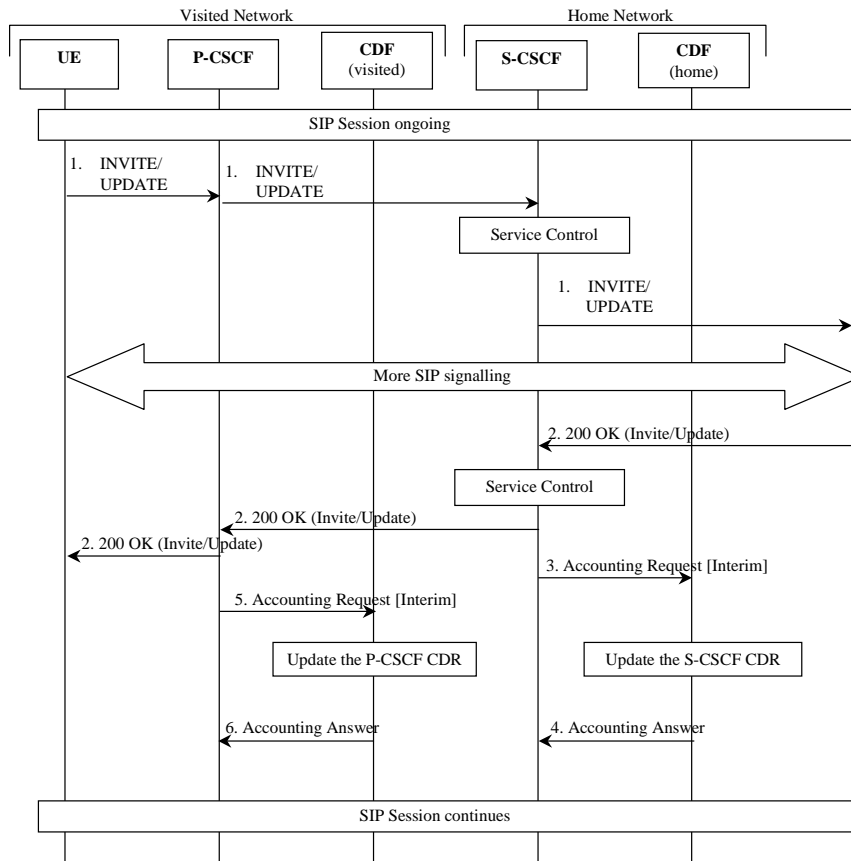 Visited Network
Home Network
UE
P-CSCF
CDF
(visited)
S-CSCF
CDF
(home)
SIP Session ongoing
1. INVITE/
UPDATE
1. INVITE/
UPDATE
Service Control
1. INVITE/
UPDATE
More SIP signalling
2. 200 OK (Invite/Update)
Service Control
2. 200 OK (Invite/Update)
2. 200 OK (Invite/Update)
3. Accounting Request [Interim]
5. Accounting Request [Interim]
Update the P-CSCF CDR
Update the S-CSCF CDR
6. Accounting Answer
4. Accounting Answer
SIP Session continues